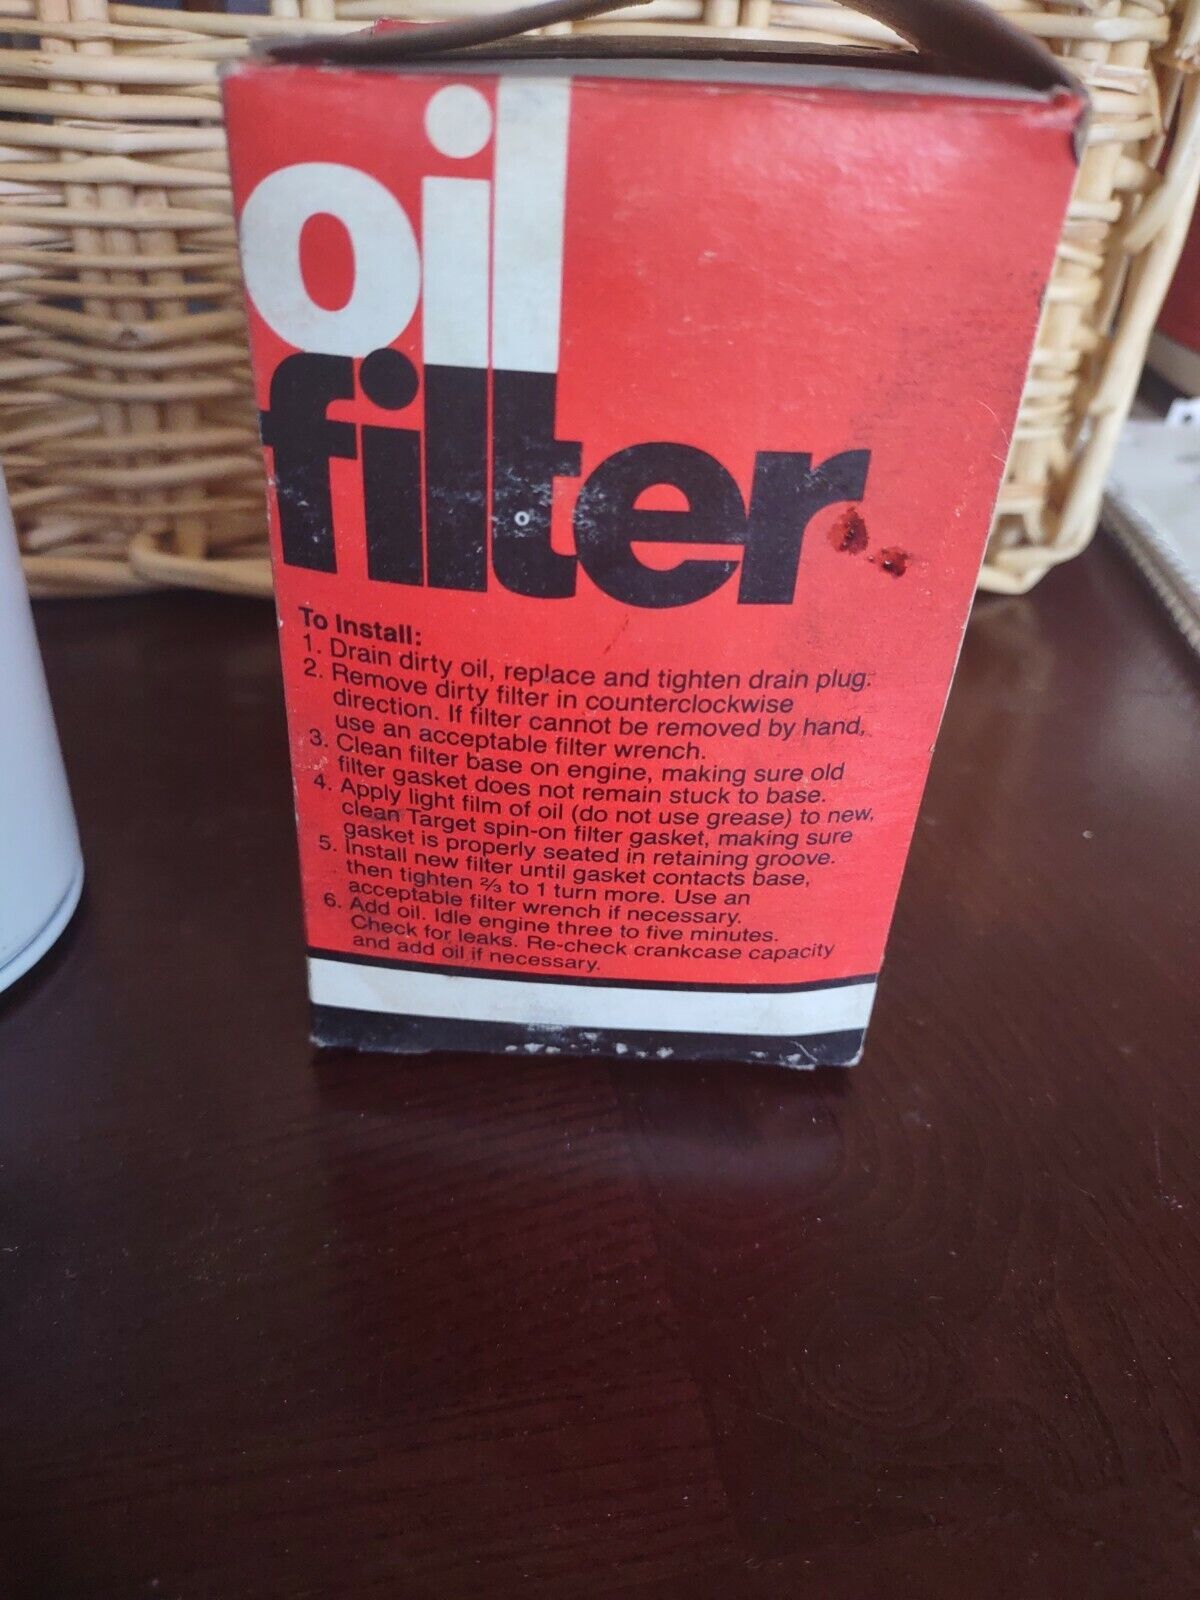 oil
filter
To Install:
1. Drain dirty oil, replace and tighten drain plug.
2. Remove dirty filter in counterclockwise
direction. If filter cannot be removed by hand,
use an acceptable filter wrench.
3. Clean filter base on engine, making sure old
filter gasket does not remain stuck to base.
4. Apply light film of oil (do not use grease) to new,
clean Target spin-on filter gasket, making sure
gasket is properly seated in retaining groove.
5. Install new filter until gasket contacts base,
then tighten ⅔ to 1 turn more. Use an
acceptable filter wrench if necessary.
6. Add oil. Idle engine three to five minutes.
Check for leaks. Re-check crankcase capacity
and add oil if necessary.